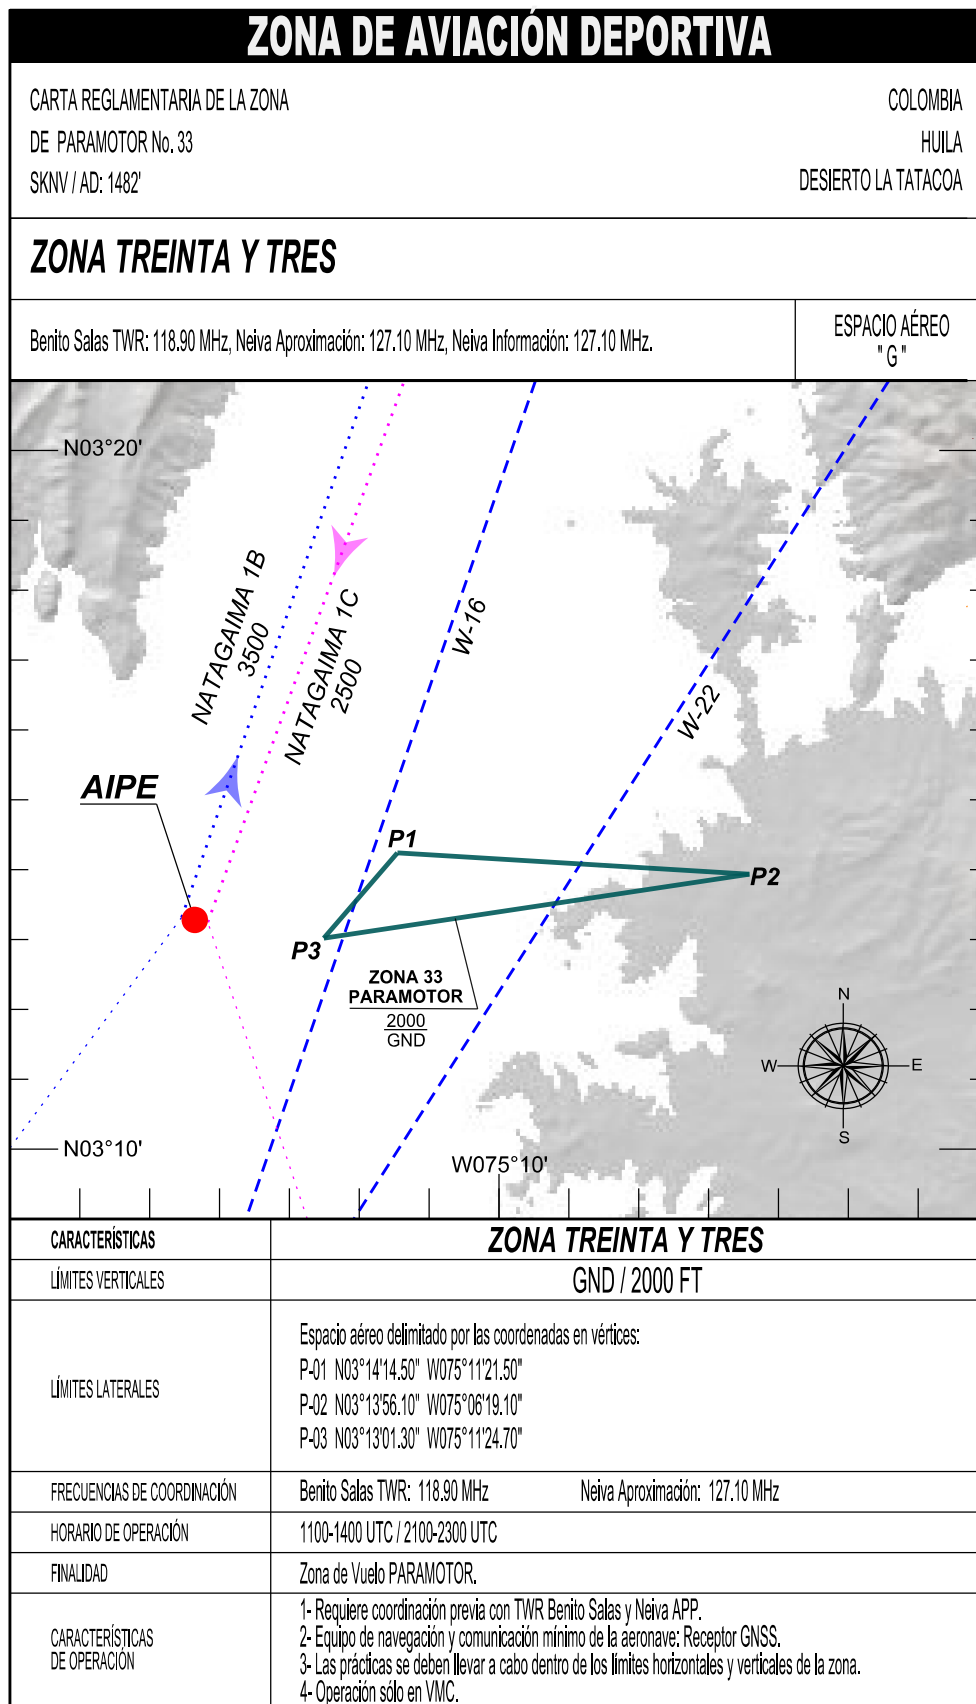 ZONA DE AVIACIÓN DEPORTIVA
CARTA REGLAMENTARIA DE LA ZONA
DE PARAMOTOR No. 33
SKNV / AD: 1482'
COLOMBIA
HUILA
DESIERTO LA TATACOA
ZONA TREINTA Y TRES
Benito Salas TWR: 118.90 MHz, Neiva Aproximación: 127.10 MHz, Neiva Información: 127.10 MHz.
ESPACIO AÉREO
" G "
N03°20'
NATAGAIMA 1B
3500
NATAGAIMA 1C
2500
W-16
W-22
AIPE
P1
P2
P3
ZONA 33
PARAMOTOR
2000
GND
N
W
E
S
N03°10'
W075°10'
CARACTERÍSTICAS
ZONA TREINTA Y TRES
LÍMITES VERTICALES
GND / 2000 FT
LÍMITES LATERALES
Espacio aéreo delimitado por las coordenadas en vértices:
P-01 N03°14'14.50" W075°11'21.50"
P-02 N03°13'56.10" W075°06'19.10"
P-03 N03°13'01.30" W075°11'24.70"
FRECUENCIAS DE COORDINACIÓN
Benito Salas TWR: 118.90 MHz Neiva Aproximación: 127.10 MHz
HORARIO DE OPERACIÓN
1100-1400 UTC / 2100-2300 UTC
FINALIDAD
Zona de Vuelo PARAMOTOR.
CARACTERÍSTICAS
DE OPERACIÓN
1- Requiere coordinación previa con TWR Benito Salas y Neiva APP.
2- Equipo de navegación y comunicación mínimo de la aeronave: Receptor GNSS.
3- Las prácticas se deben llevar a cabo dentro de los límites horizontales y verticales de la zona.
4- Operación sólo en VMC.